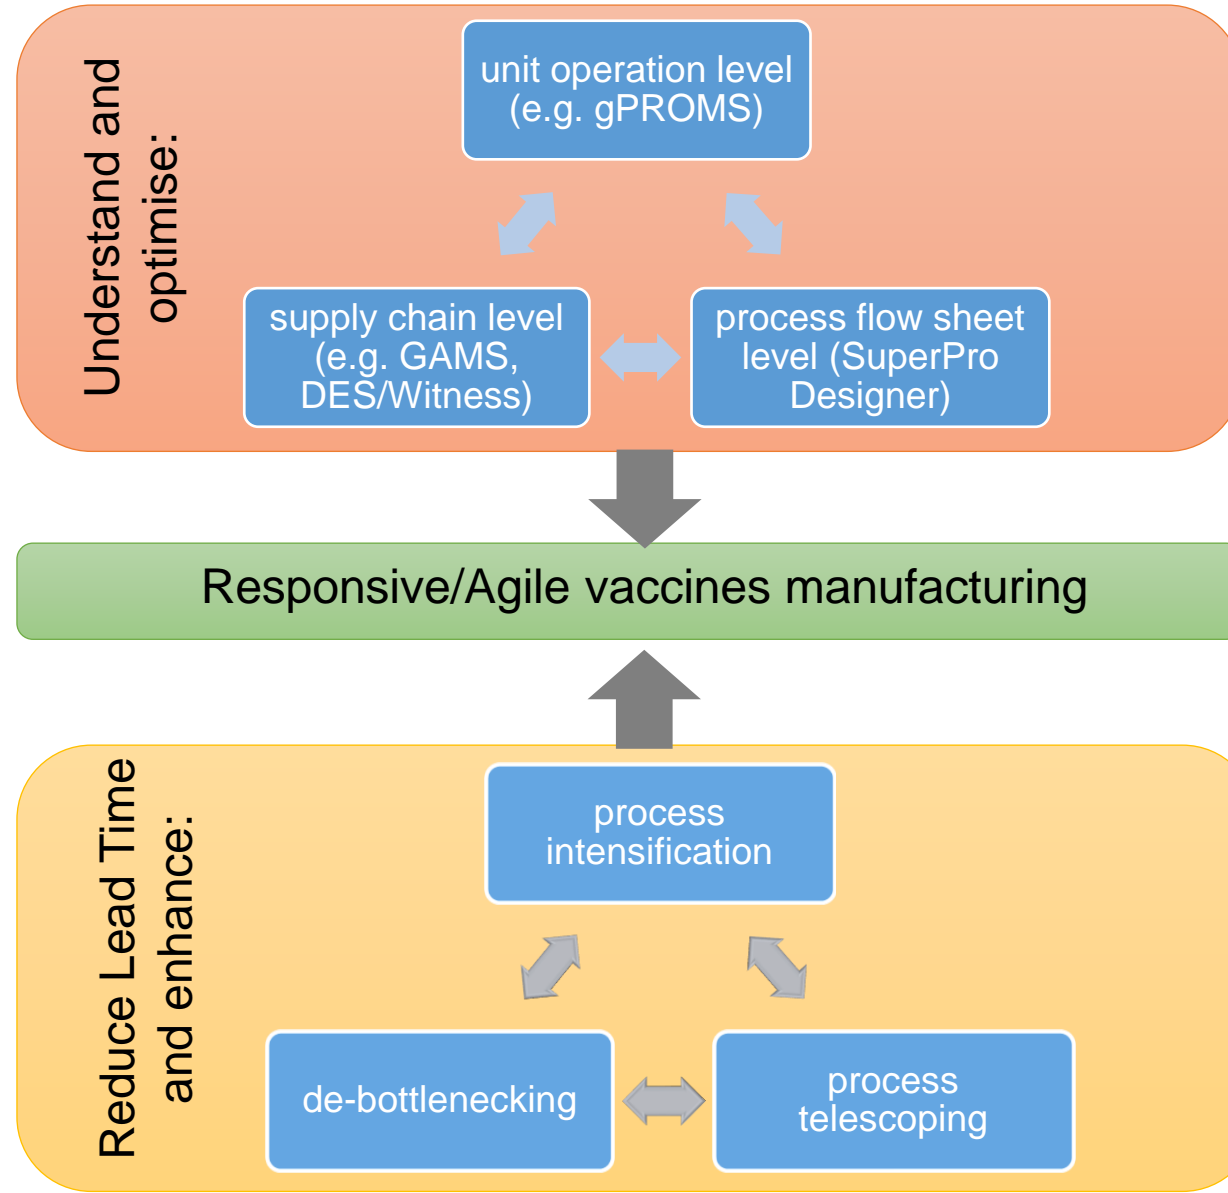 Understand and
optimise:
unit operation level
(e.g. gPROMS)
supply chain level
(e.g. GAMS,
DES/Witness)
process flow sheet
level (SuperPro
Designer)
Responsive/Agile vaccines manufacturing
Reduce Lead Time
and enhance:
process
intensification
de-bottlenecking
process
telescoping